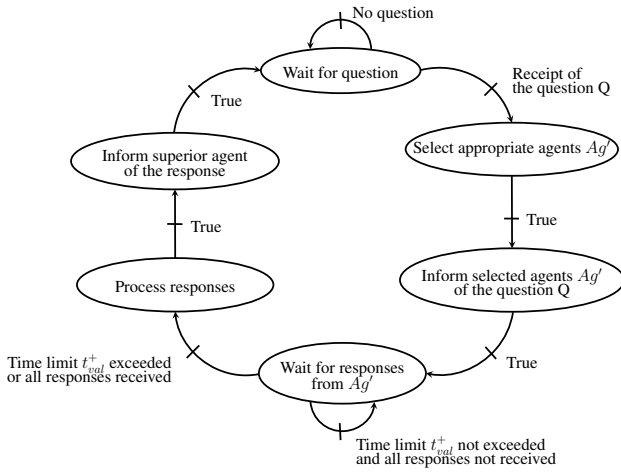 No question
Wait for question
Receipt of
the question Q
True
Inform superior agent
of the response
Select appropriate agents Ag′
True
True
Process responses
Inform selected agents Ag′
of the question Q
Time limit t⁺val exceeded
or all responses received
Wait for responses
from Ag′
True
Time limit t⁺val not exceeded
and all responses not received